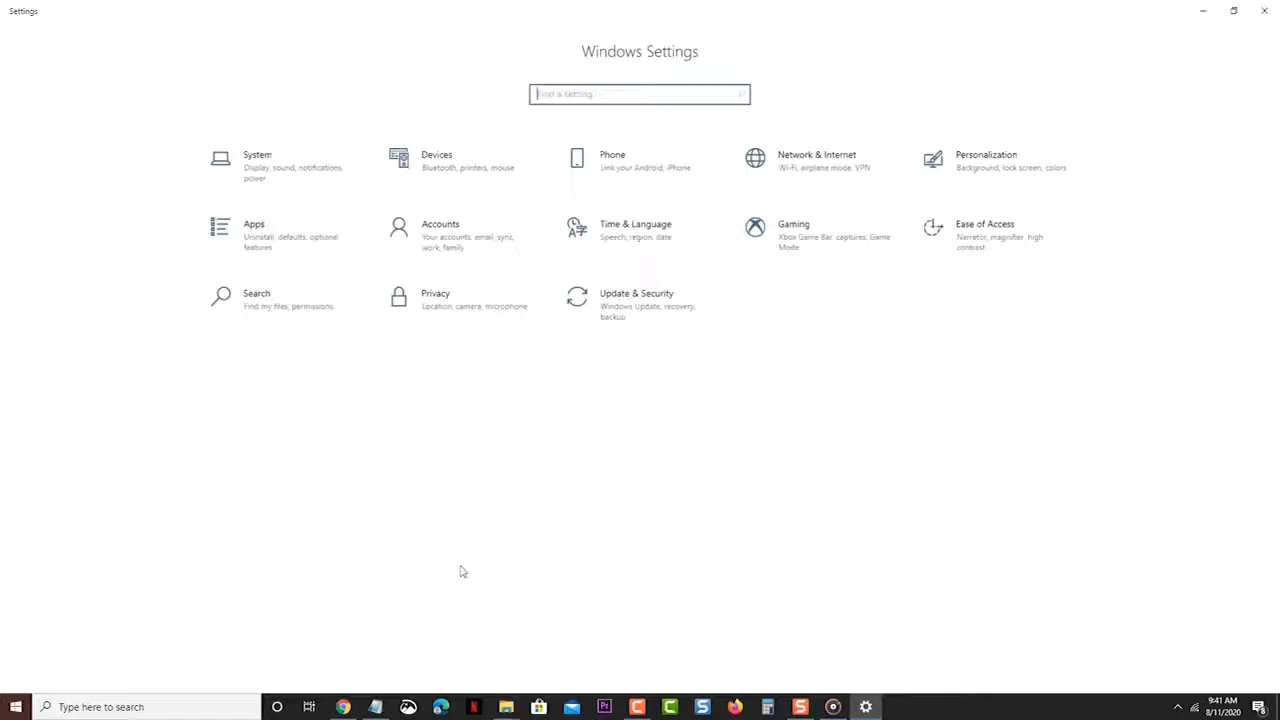 Settings
Windows Settings
Find a setting
System
Display, sound, notifications,
power
Devices
Bluetooth, printers, mouse
Phone
Link your Android, iPhone
Network & Internet
Wi-Fi, airplane mode, VPN
Personalization
Background, lock screen, colors
Apps
Uninstall, defaults, optional
features
Accounts
Your accounts, email, sync,
work, family
Time & Language
Speech, region, date
Gaming
Xbox Game Bar, captures, Game
Mode
Ease of Access
Narrator, magnifier, high
contrast
Search
Find my files, permissions
Privacy
Location, camera, microphone
Update & Security
Windows Update, recovery,
backup
Type here to search
Pr
C
C
S
S
9:41 AM
8/11/2020